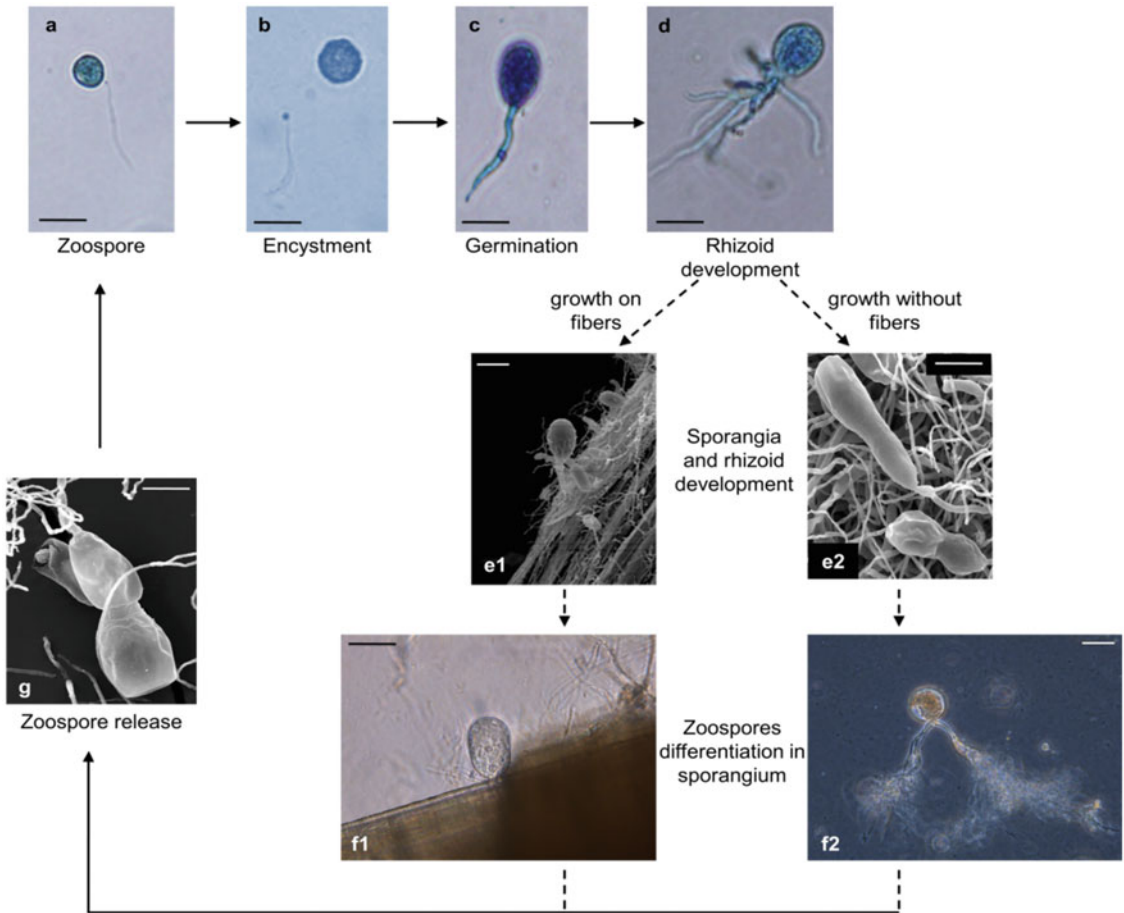 a
b
c
d
Zoospore
Encystment
Germination
Rhizoid
development
growth on
fibers
growth without
fibers
e1
Sporangia
and rhizoid
development
e2
g
Zoospore release
f1
Zoospores
differentiation in
sporangium
f2